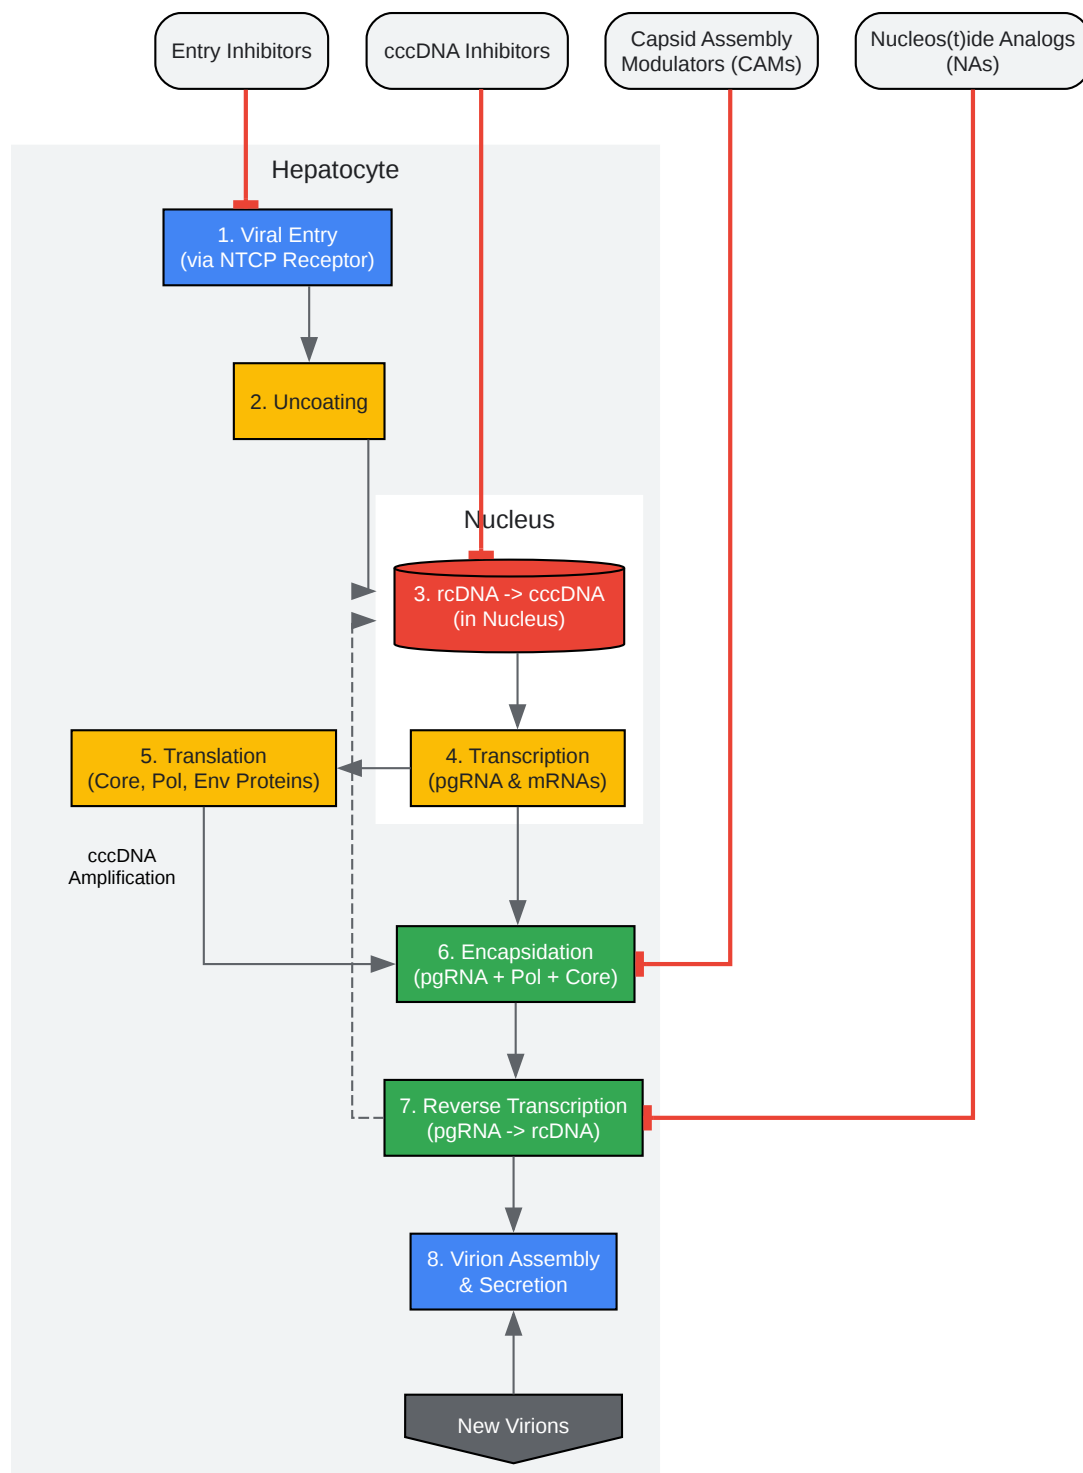 Entry Inhibitors
cccDNA Inhibitors
Capsid Assembly
Modulators (CAMs)
Nucleos(t)ide Analogs
(NAs)
Hepatocyte
1. Viral Entry
(via NTCP Receptor)
2. Uncoating
Nucleus
3. rcDNA -> cccDNA
(in Nucleus)
4. Transcription
(pgRNA & mRNAs)
5. Translation
(Core, Pol, Env Proteins)
cccDNA
Amplification
6. Encapsidation
(pgRNA + Pol + Core)
7. Reverse Transcription
(pgRNA -> rcDNA)
8. Virion Assembly
& Secretion
New Virions